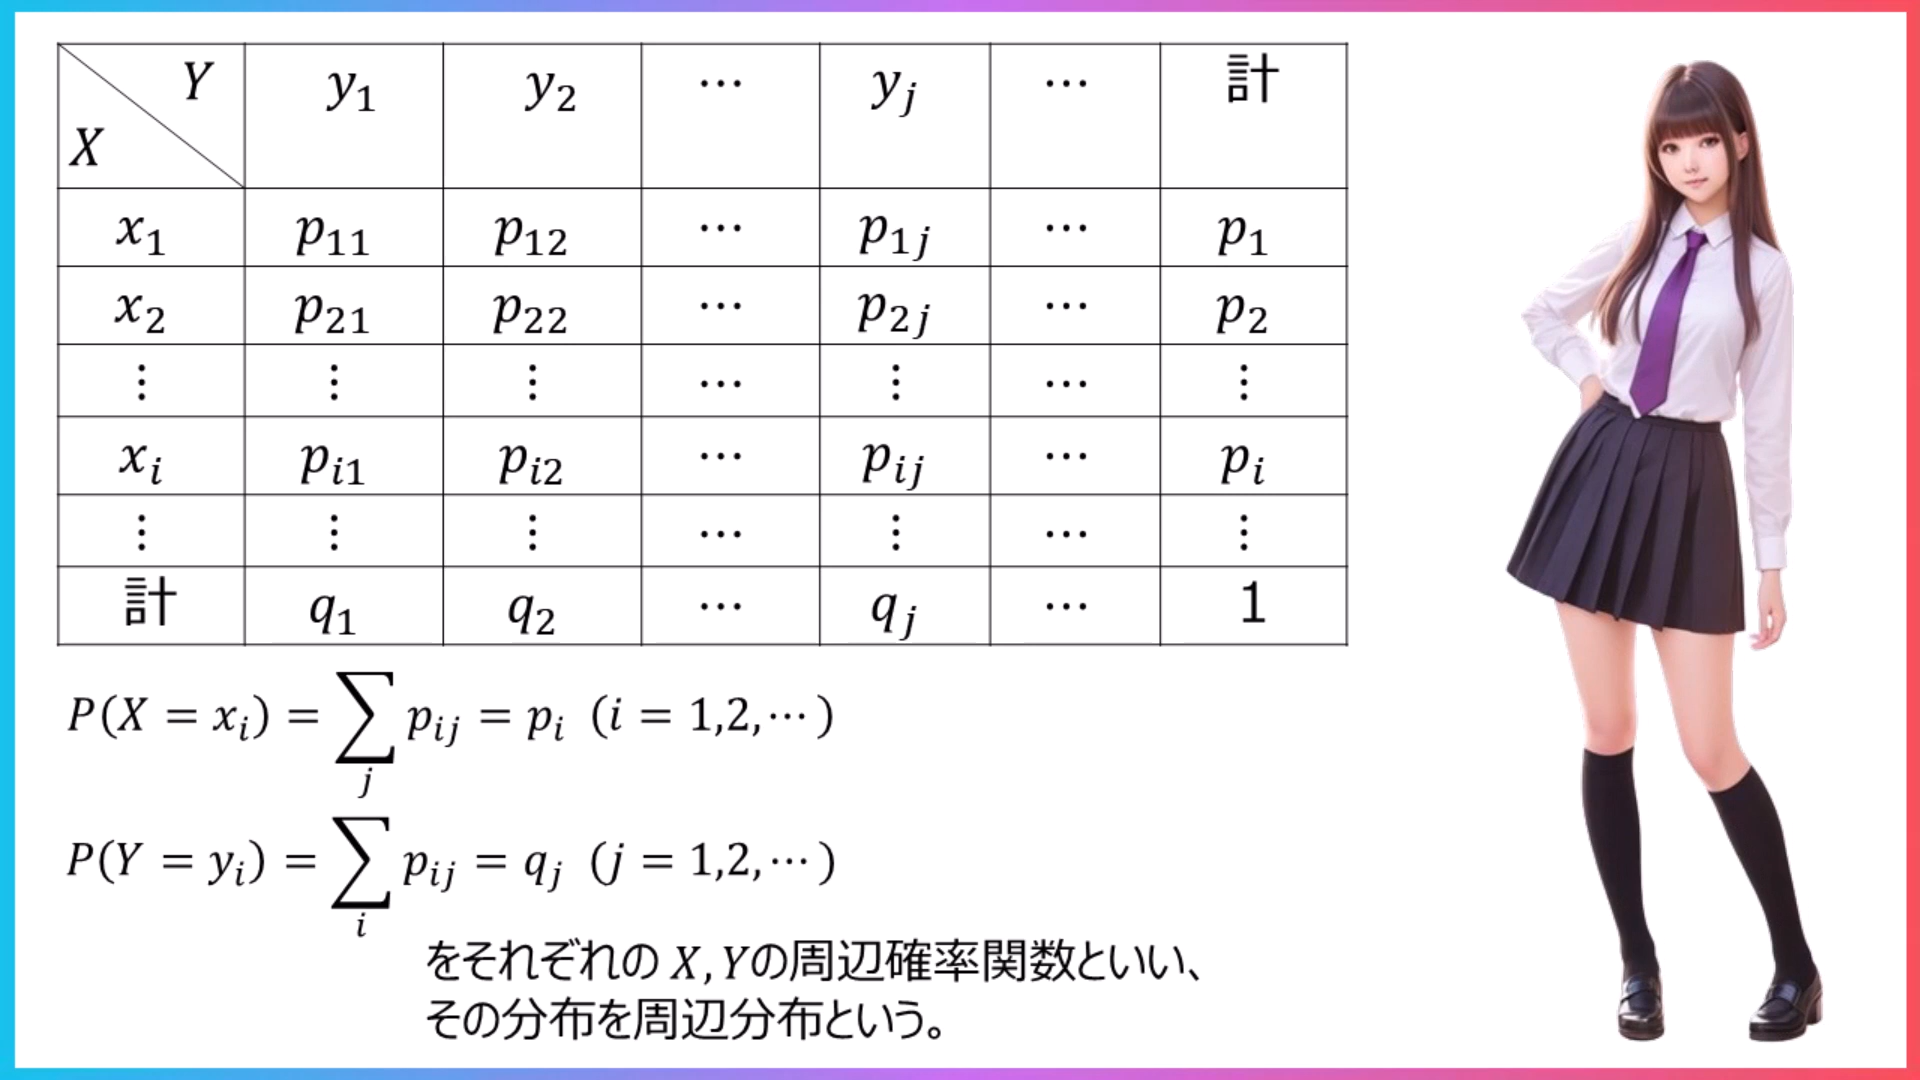 Y y₁ y₂ ⋯ yⱼ ⋯ 計
X
x₁ p₁₁ p₁₂ ⋯ p₁ⱼ ⋯ p₁
x₂ p₂₁ p₂₂ ⋯ p₂ⱼ ⋯ p₂
⋮ ⋮ ⋮ ⋯ ⋮ ⋯ ⋮
xᵢ pᵢ₁ pᵢ₂ ⋯ pᵢⱼ ⋯ pᵢ
⋮ ⋮ ⋮ ⋯ ⋮ ⋯ ⋮
計 q₁ q₂ ⋯ qⱼ ⋯ 1
P(X = xᵢ) = ∑ⱼ pᵢⱼ = pᵢ (i = 1,2,⋯)
P(Y = yᵢ) = ∑ᵢ pᵢⱼ = qⱼ (j = 1,2,⋯)
をそれぞれの X, Yの周辺確率関数といい、
その分布を周辺分布という。